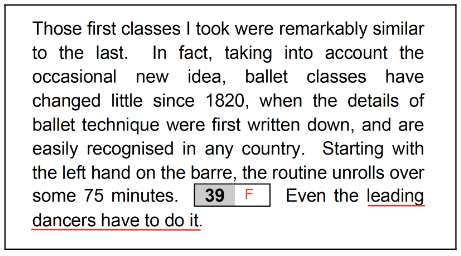 Those first classes I took were remarkably similar
to the last. In fact, taking into account the
occasional new idea, ballet classes have
changed little since 1820, when the details of
ballet technique were first written down, and are
easily recognised in any country. Starting with
the left hand on the barre, the routine unrolls over
some 75 minutes. 39 F Even the leading
dancers have to do it.